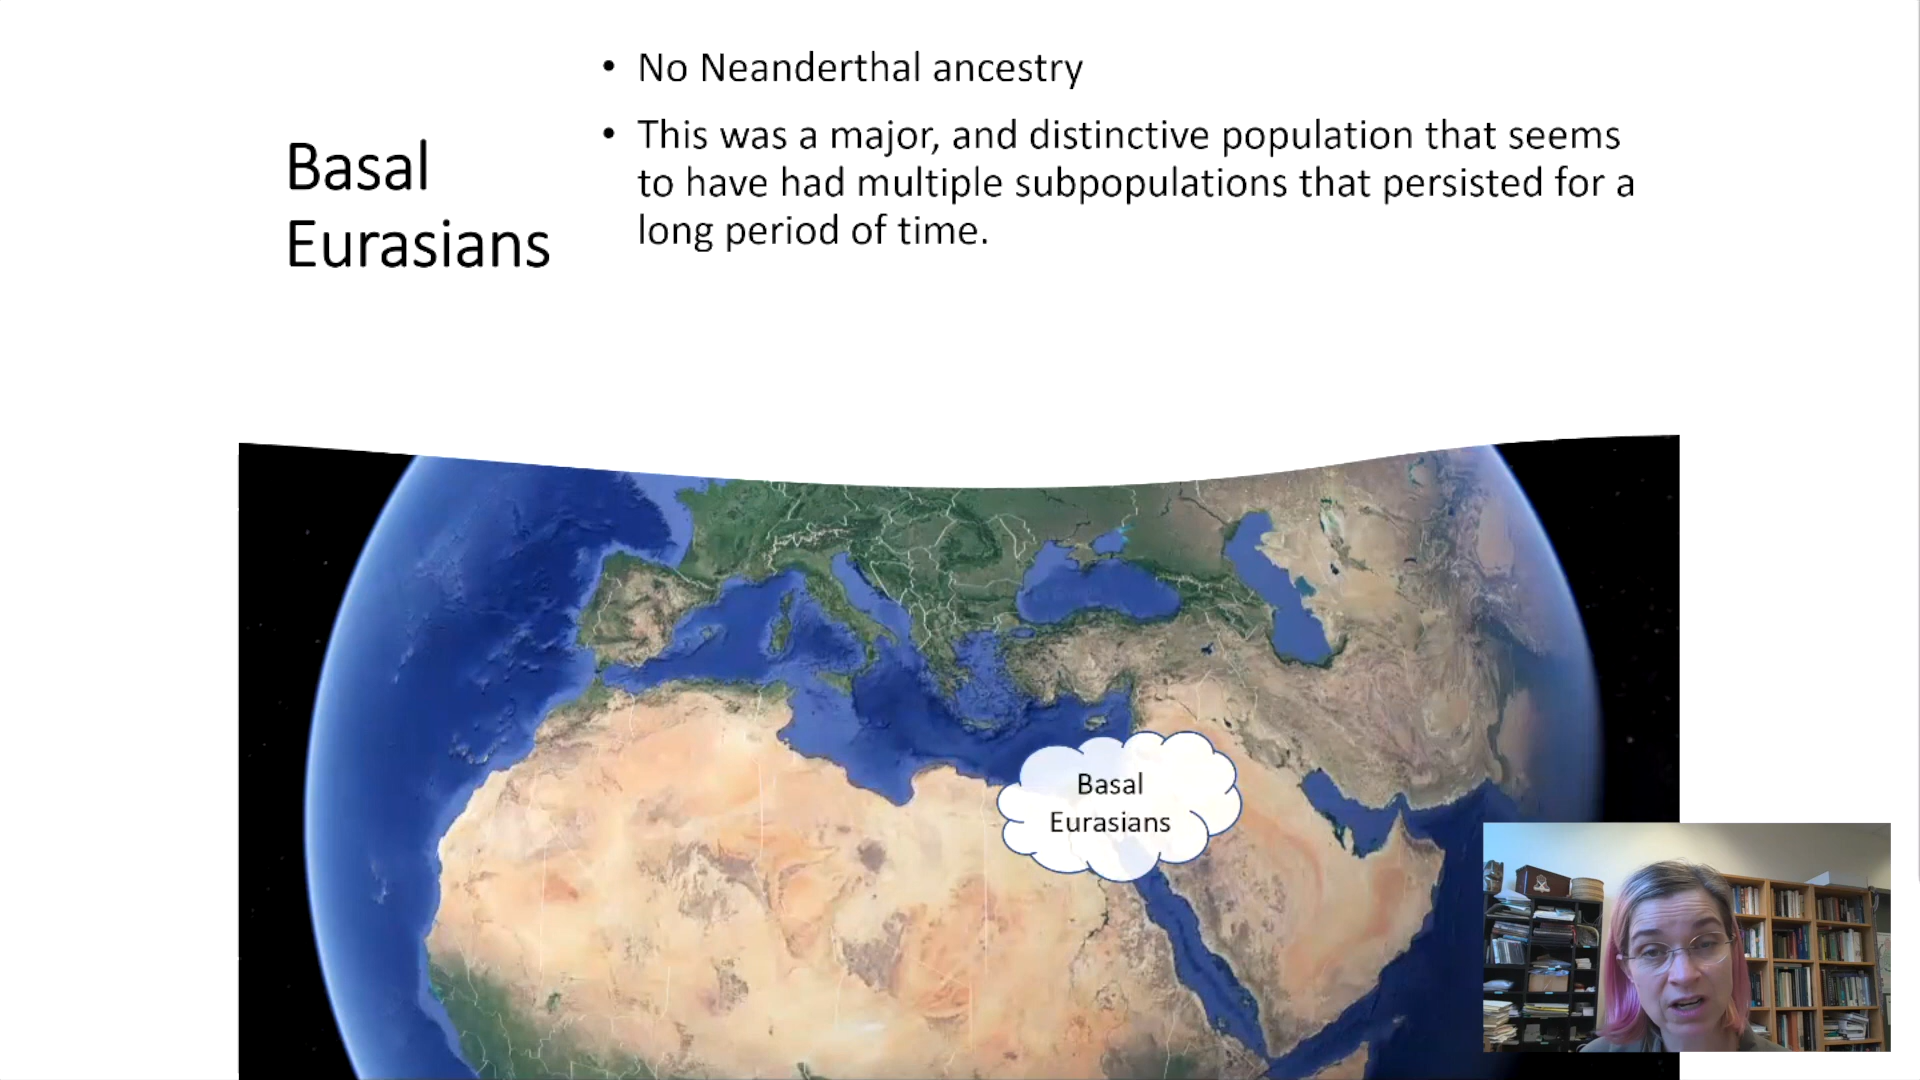 Basal
Eurasians
• No Neanderthal ancestry
• This was a major, and distinctive population that seems
to have had multiple subpopulations that persisted for a
long period of time.
Basal
Eurasians